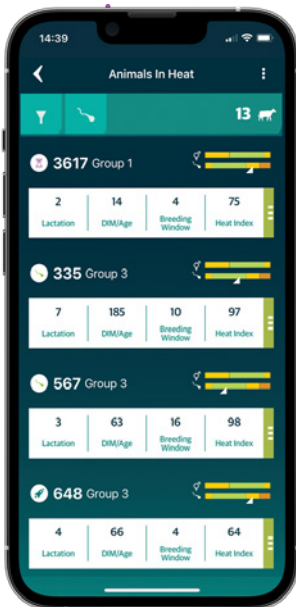 14:39
Animals In Heat
13
3617 Group 1
2 14 4 75
Lactation DIM/Age Breeding Heat Index
Window
335 Group 3
7 185 10 97
Lactation DIM/Age Breeding Heat Index
Window
567 Group 3
3 63 16 98
Lactation DIM/Age Breeding Heat Index
Window
648 Group 3
4 66 4 64
Lactation DIM/Age Breeding Heat Index
Window